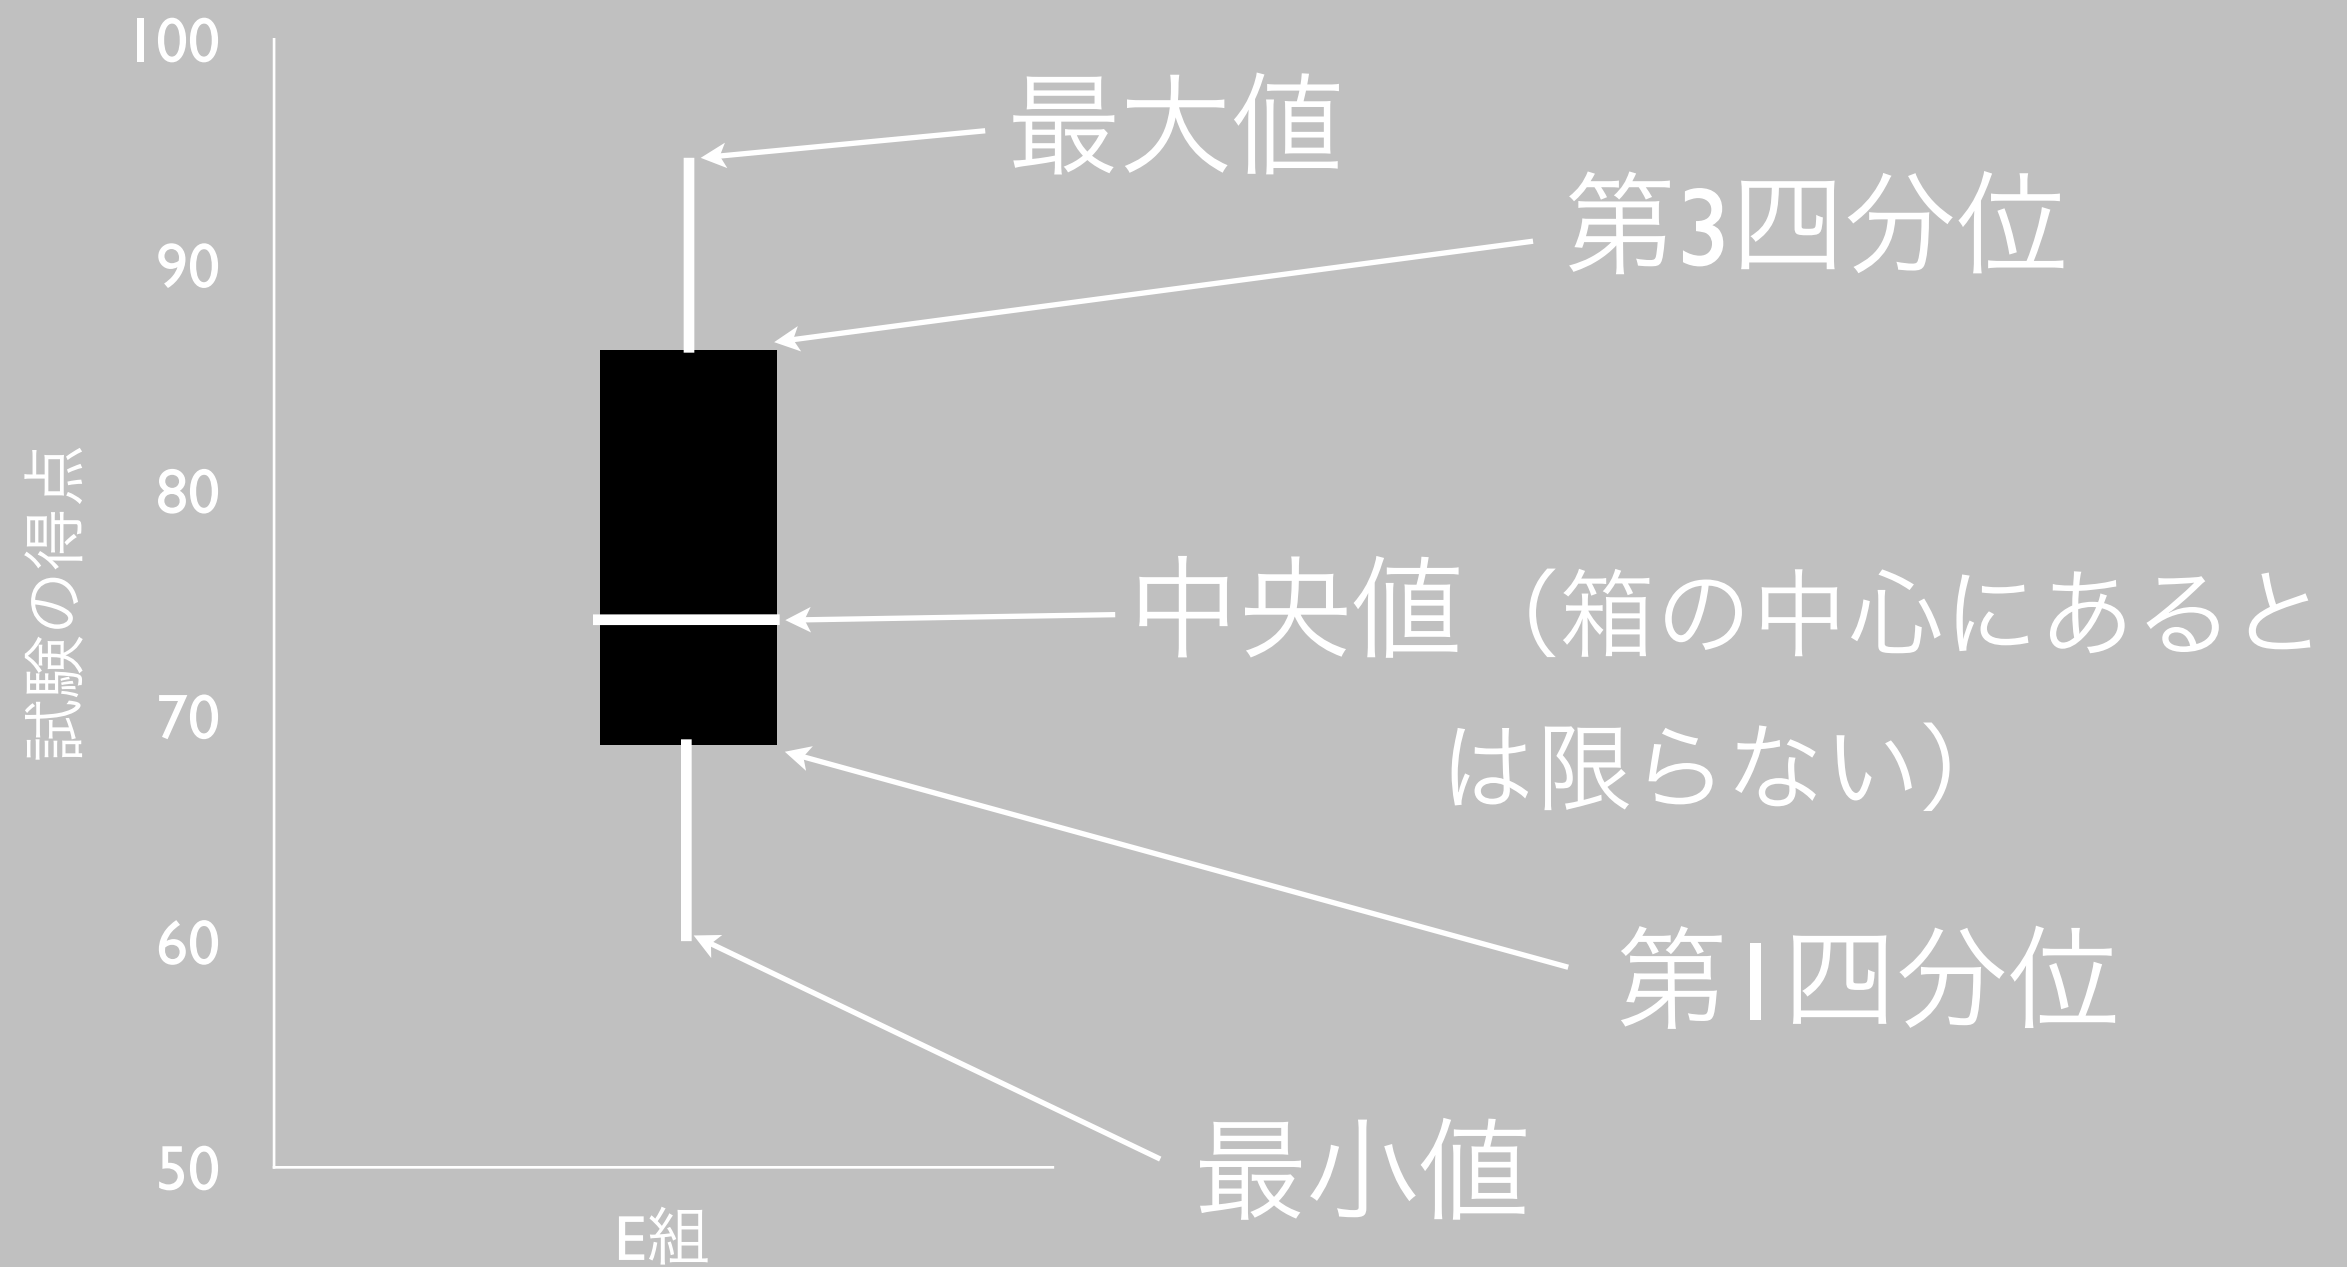 100
最大値
第3四分位
90
80
試験の得点
中央値（箱の中心にあると
は限らない）
70
60
第1四分位
最小値
50
E組